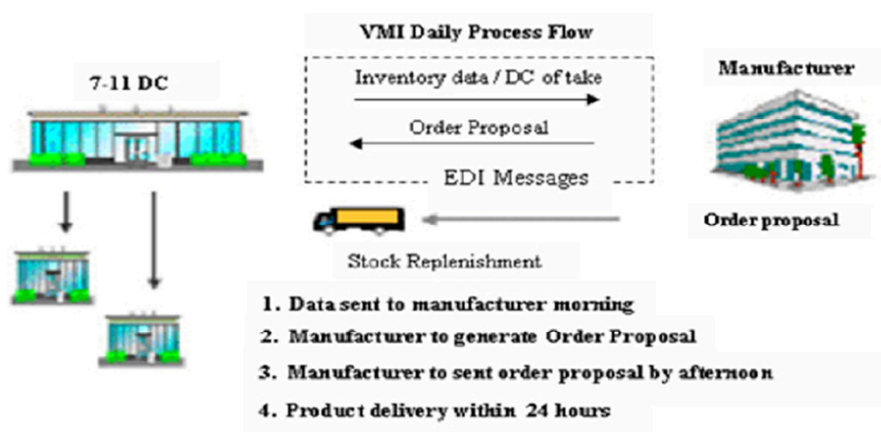 VMI Daily Process Flow
7-11 DC
Inventory data / DC of take
Manufacturer
Order Proposal
EDI Messages
Order proposal
Stock Replenishment
1. Data sent to manufacturer morning
2. Manufacturer to generate Order Proposal
3. Manufacturer to sent order proposal by afternoon
4. Product delivery within 24 hours